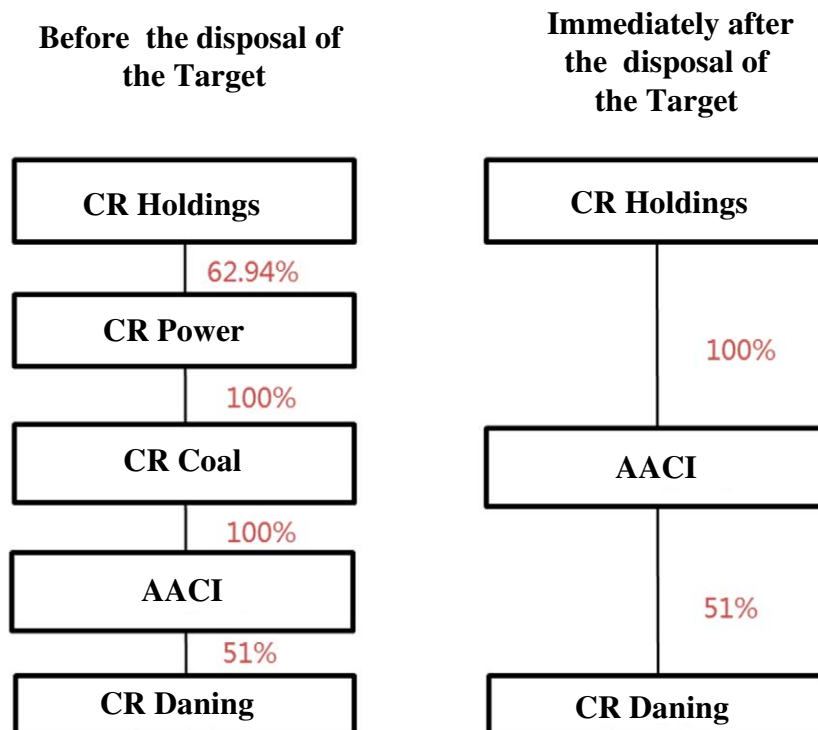 Before the disposal of
the Target
CR Holdings
62.94%
CR Power
100%
CR Coal
100%
AACI
51%
CR Daning
Immediately after
the disposal of
the Target
CR Holdings
100%
AACI
51%
CR Daning